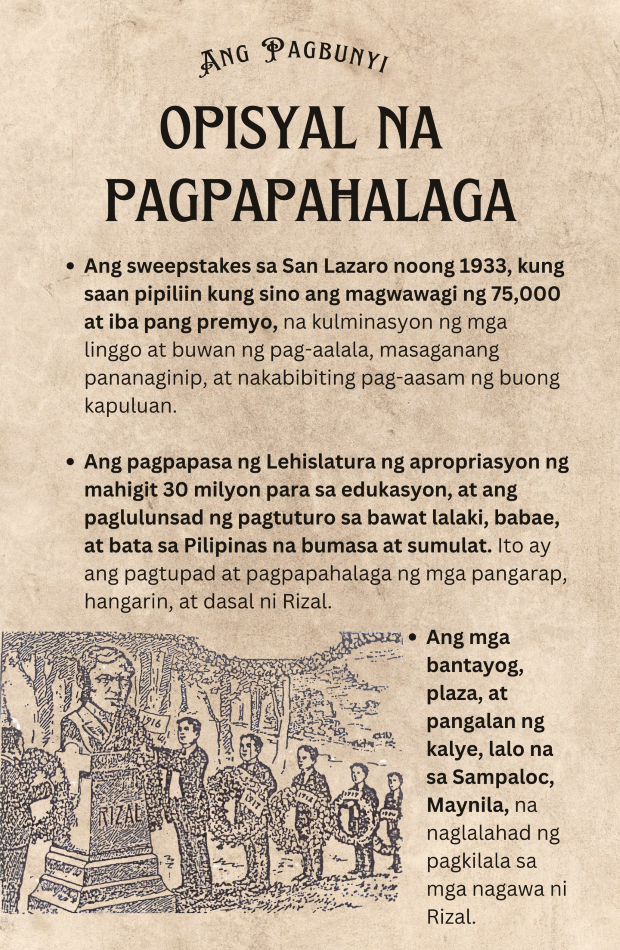 Ang Pagbunyi
OPISYAL NA
PAGPAPAHALAGA
• Ang sweepstakes sa San Lazaro noong 1933, kung
saan pipiliin kung sino ang magwawagi ng 75,000
at iba pang premyo, na kulminasyon ng mga
linggo at buwan ng pag-aalala, masaganang
pananaginip, at nakabibiting pag-aasam ng buong
kapuluan.
• Ang pagpapasa ng Lehislatura ng apropriasyon ng
mahigit 30 milyon para sa edukasyon, at ang
paglulunsad ng pagtuturo sa bawat lalaki, babae,
at bata sa Pilipinas na bumasa at sumulat. Ito ay
ang pagtupad at pagpapahalaga ng mga pangarap,
hangarin, at dasal ni Rizal.
• Ang mga
bantayog,
plaza, at
pangalan ng
kalye, lalo na
sa Sampaloc,
Maynila, na
naglalahad ng
pagkilala sa
mga nagawa ni
Rizal.
1916
RIZAL